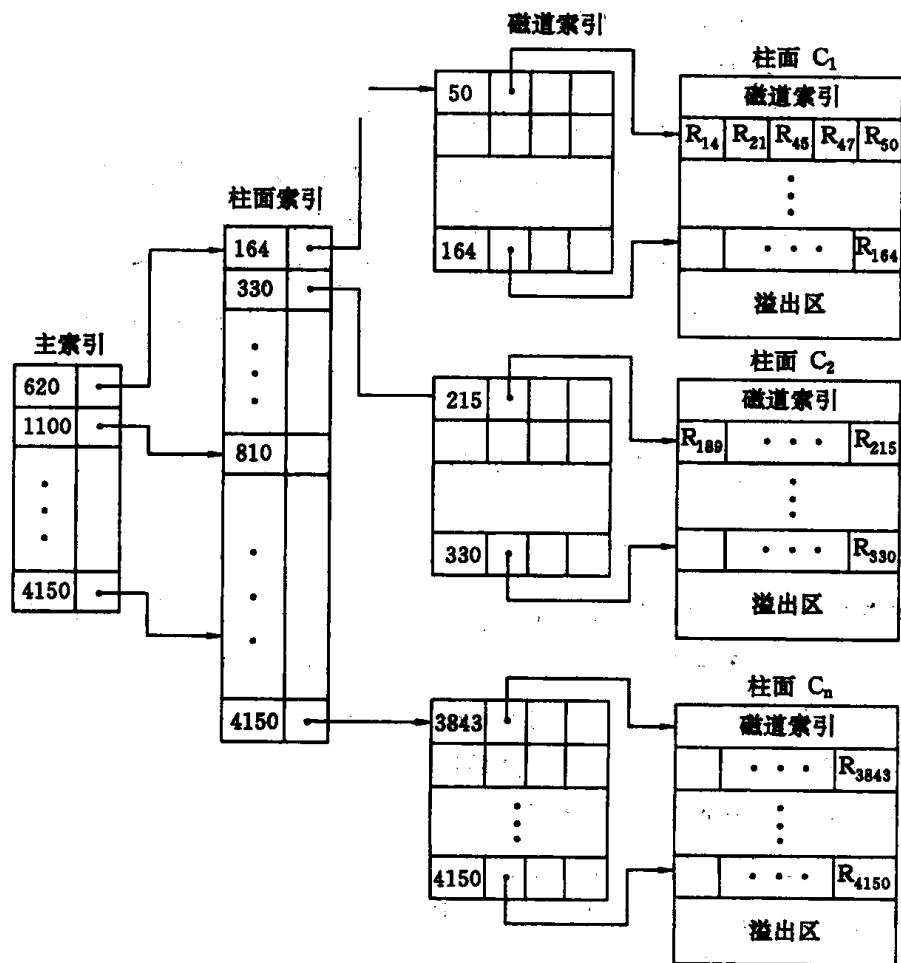 磁道索引
柱面 C₁
50
磁道索引
R₁₄ R₂₁ R₄₅ R₄₇ R₅₀
柱面索引
164
164
R₁₆₄
330
溢出区
主索引
柱面 C₂
620
215
磁道索引
1100
810
R₁₈₉ R₂₁₅
330
R₃₃₀
4150
溢出区
柱面 Cₙ
4150
3843
磁道索引
R₃₈₄₃
4150
R₄₁₅₀
溢出区